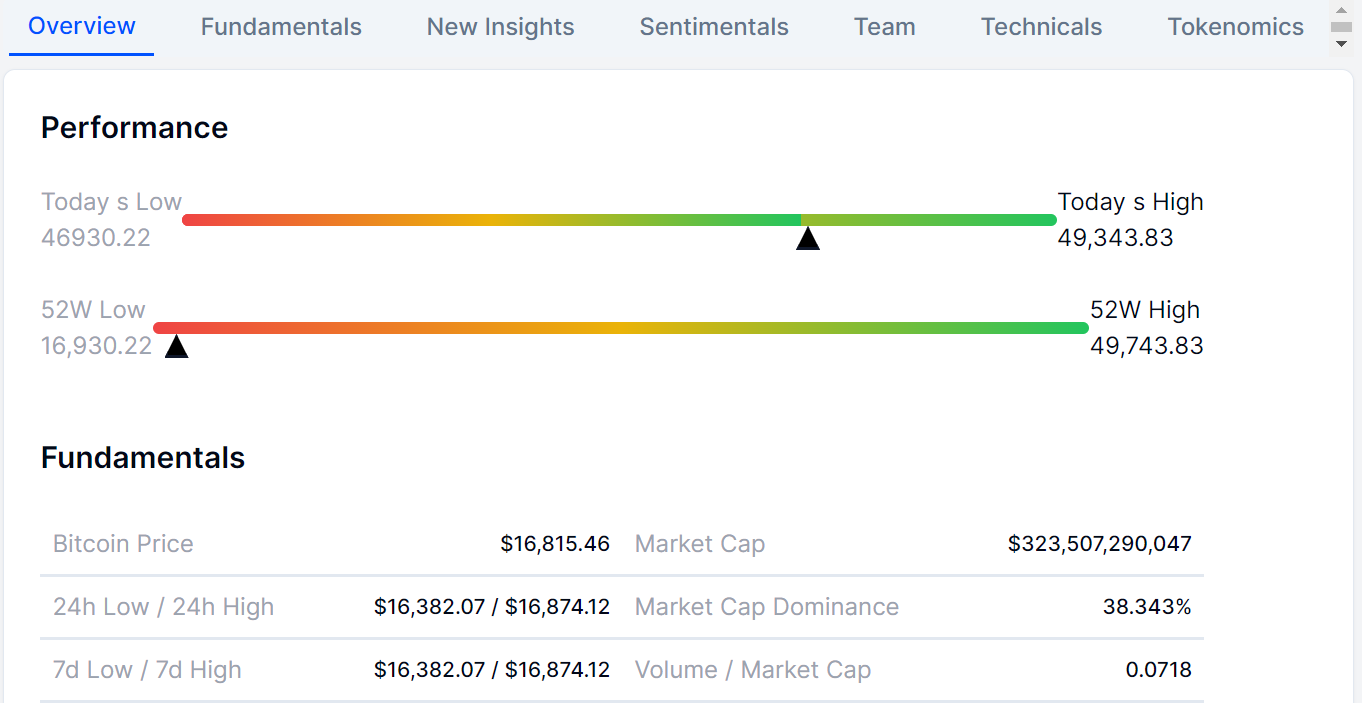 Overview Fundamentals New Insights Sentimentals Team Technicals Tokenomics
Performance
Today s Low Today s High
46930.22 49,343.83
52W Low 52W High
16,930.22 49,743.83
Fundamentals
Bitcoin Price $16,815.46 Market Cap $323,507,290,047
24h Low / 24h High $16,382.07 / $16,874.12 Market Cap Dominance 38.343%
7d Low / 7d High $16,382.07 / $16,874.12 Volume / Market Cap 0.0718